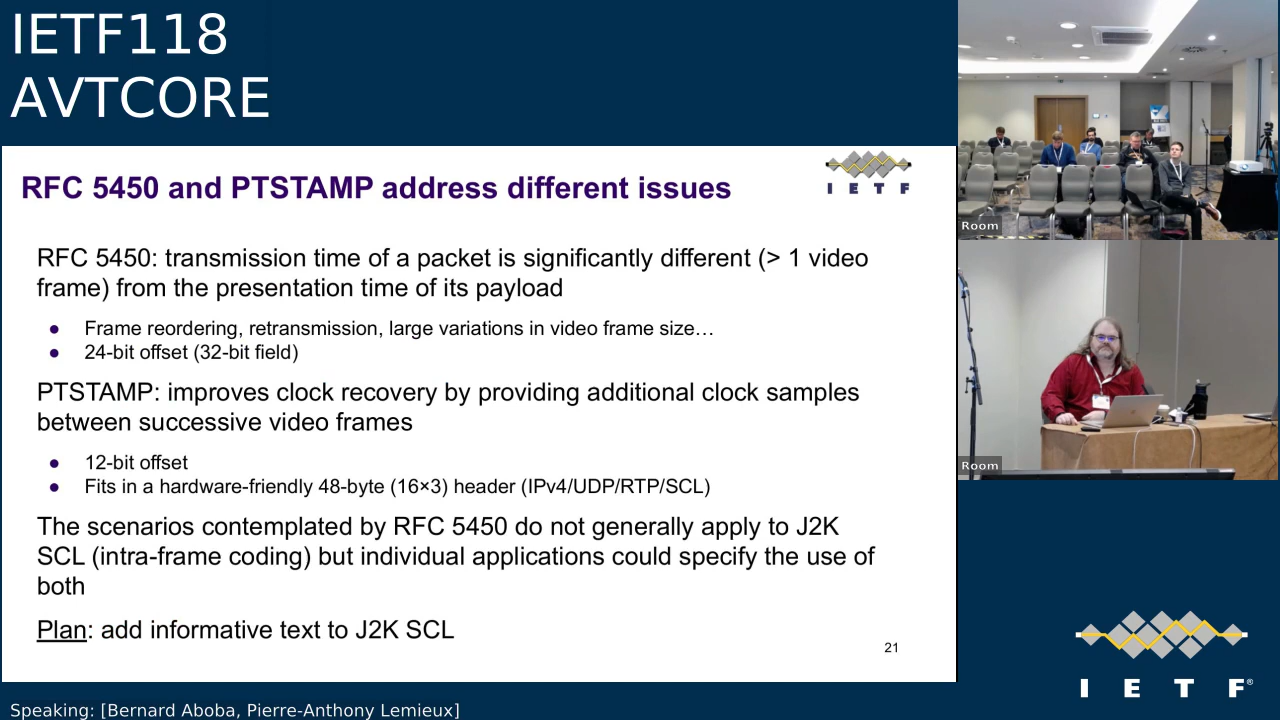 IETF118
AVTCORE
RFC 5450 and PTSTAMP address different issues
I E T F
RFC 5450: transmission time of a packet is significantly different (> 1 video
frame) from the presentation time of its payload
● Frame reordering, retransmission, large variations in video frame size…
● 24-bit offset (32-bit field)
PTSTAMP: improves clock recovery by providing additional clock samples
between successive video frames
● 12-bit offset
● Fits in a hardware-friendly 48-byte (16×3) header (IPv4/UDP/RTP/SCL)
The scenarios contemplated by RFC 5450 do not generally apply to J2K
SCL (intra-frame coding) but individual applications could specify the use of
both
Plan: add informative text to J2K SCL
21
Room
Room
I E T F®
Speaking: [Bernard Aboba, Pierre-Anthony Lemieux]